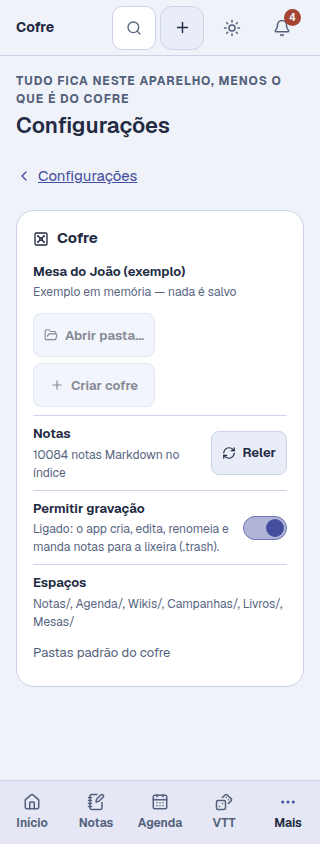 Cofre
4
TUDO FICA NESTE APARELHO, MENOS O
QUE É DO COFRE
Configurações
Configurações
Cofre
Mesa do João (exemplo)
Exemplo em memória — nada é salvo
Abrir pasta…
Criar cofre
Notas
10084 notas Markdown no
índice
Reler
Permitir gravação
Ligado: o app cria, edita, renomeia e
manda notas para a lixeira (.trash).
Espaços
Notas/, Agenda/, Wikis/, Campanhas/, Livros/,
Mesas/
Pastas padrão do cofre
Início
Notas
Agenda
VTT
Mais